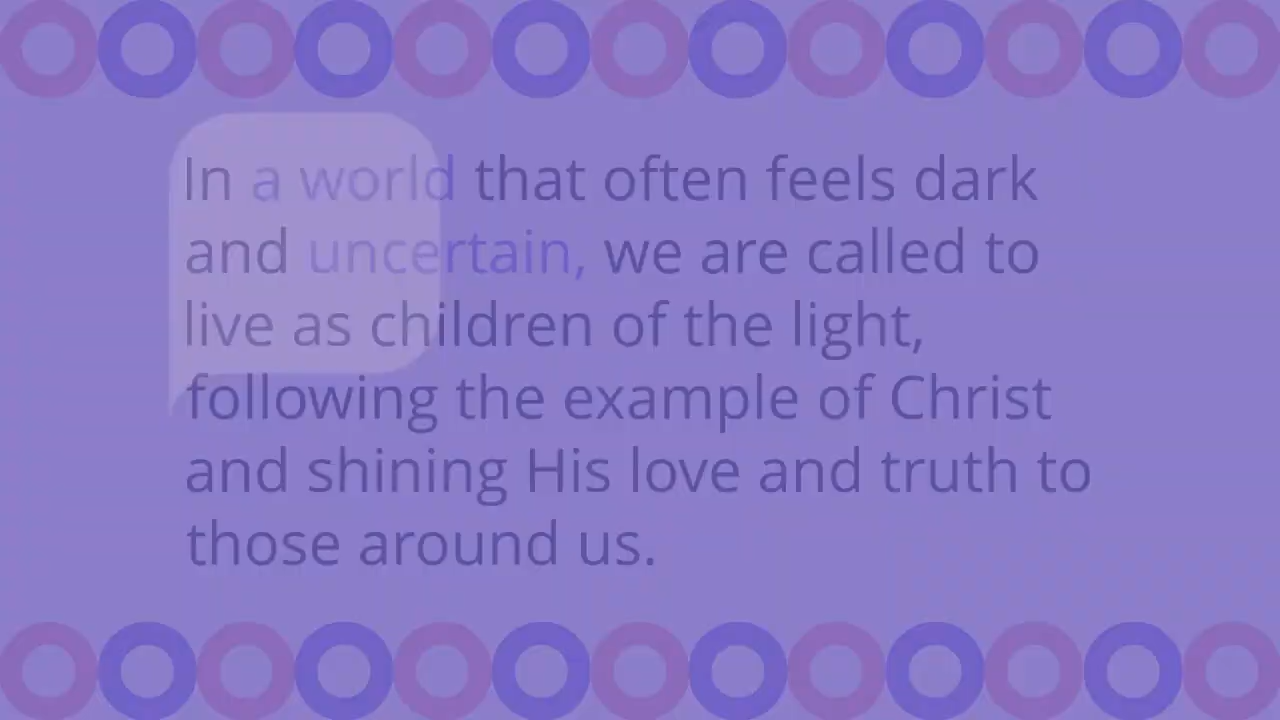 In a world that often feels dark
and uncertain, we are called to
live as children of the light,
following the example of Christ
and shining His love and truth to
those around us.